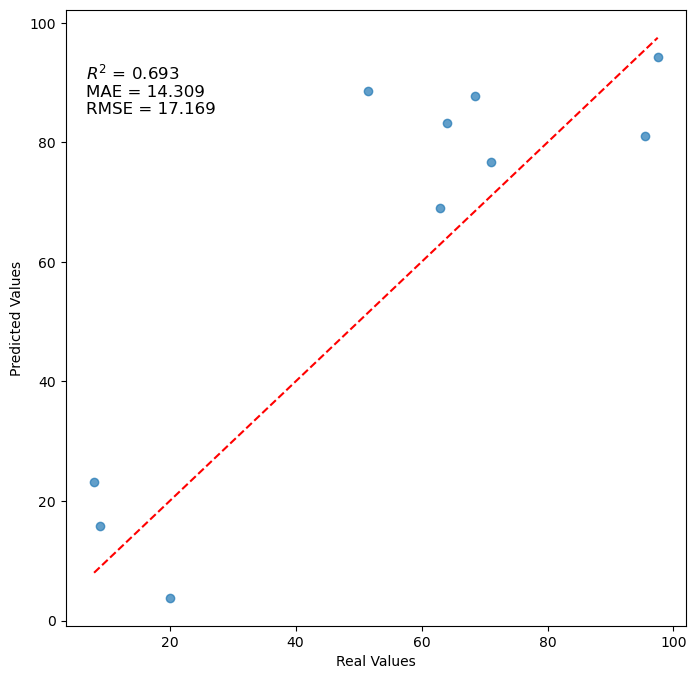 100
R² = 0.693
MAE = 14.309
RMSE = 17.169
80
60
Predicted Values
40
20
0
20 40 60 80 100
Real Values